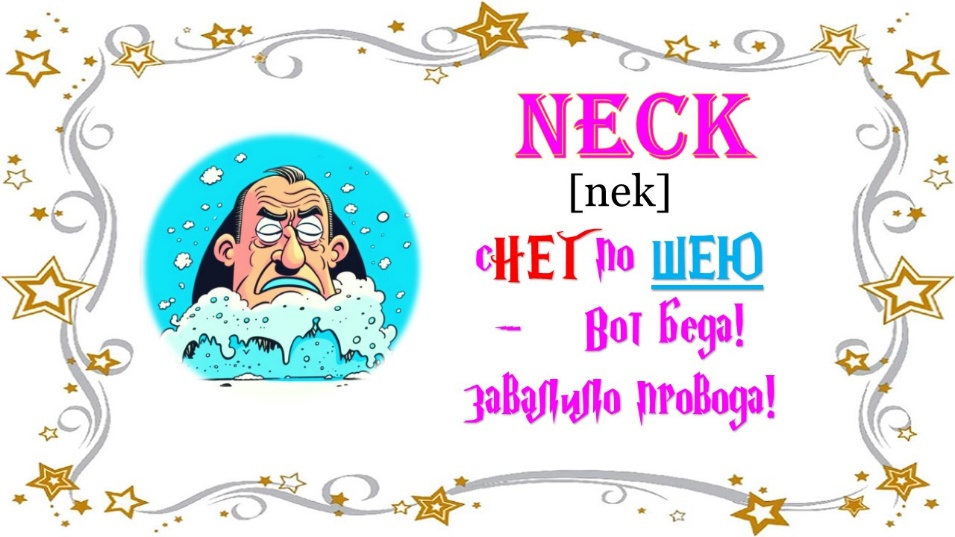 NECK
[nek]
сНЕГ по ШЕЮ
– Вот беда!
завалило провода!